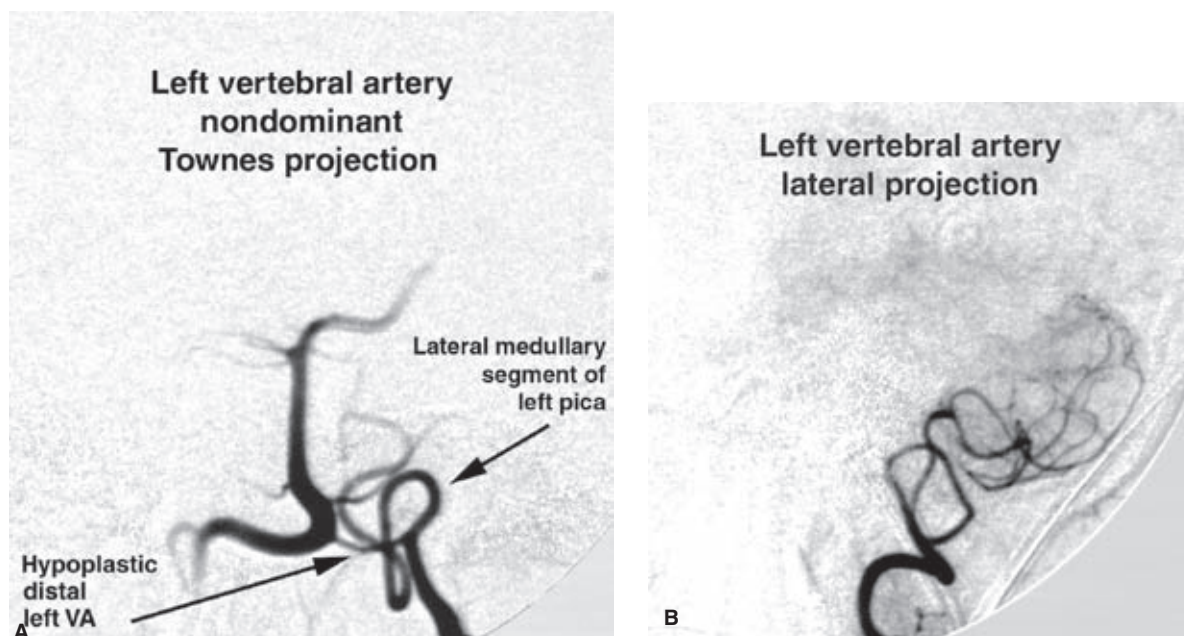 Left vertebral artery
nondominant
Townes projection
Lateral medullary
segment of
left pica
Hypoplastic
distal
left VA
A
Left vertebral artery
lateral projection
B